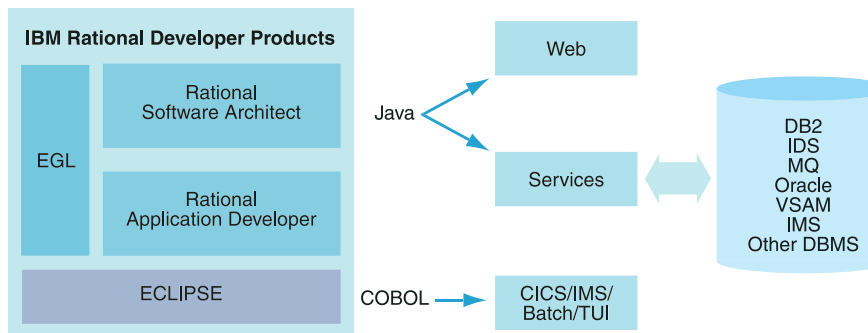 IBM Rational Developer Products
EGL
Rational
Software Architect
Rational
Application Developer
ECLIPSE
Java
COBOL
Web
Services
CICS/IMS/
Batch/TUI
DB2
IDS
MQ
Oracle
VSAM
IMS
Other DBMS